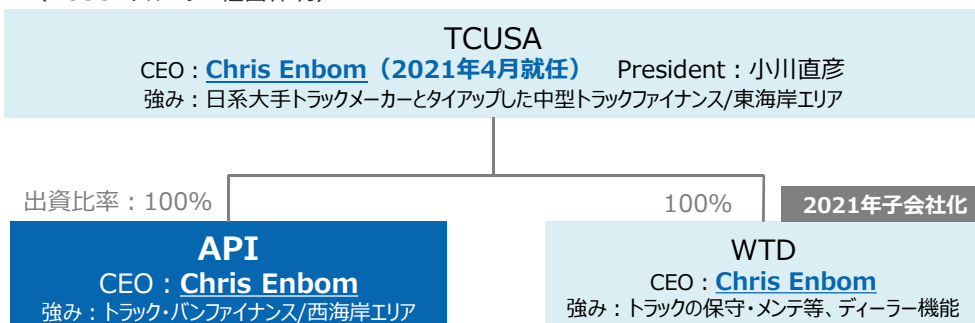 TCUSA
CEO：Chris Enbom（2021年4月就任）　President：小川直彦
強み：日系大手トラックメーカーとタイアップした中型トラックファイナンス/東海岸エリア
出資比率：100%
100%
2021年子会社化
API
CEO：Chris Enbom
強み：トラック・バンファイナンス/西海岸エリア
WTD
CEO：Chris Enbom
強み：トラックの保守・メンテ等、ディーラー機能